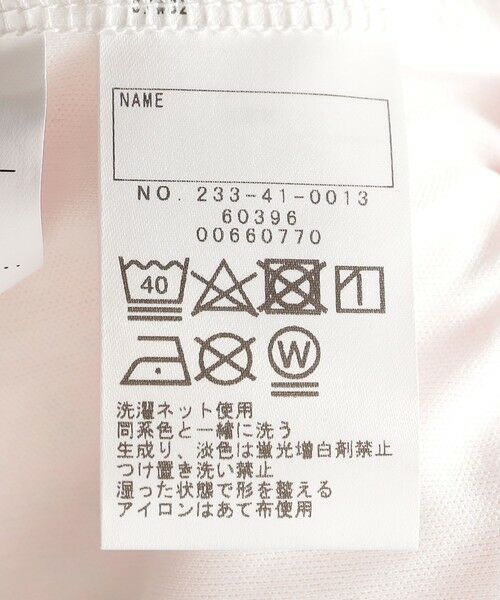 NAME
NO. 233-41-0013
60396
00660770
40
W
洗濯ネット使用
同系色と一緒に洗う
生成り、淡色は蛍光増白剤禁止
つけ置き洗い禁止
湿った状態で形を整える
アイロンはあて布使用